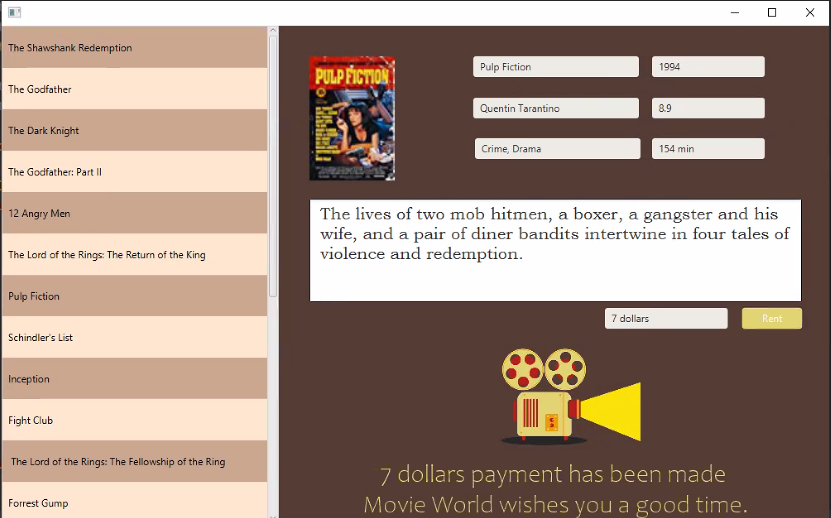 The Shawshank Redemption
The Godfather
The Dark Knight
The Godfather: Part II
12 Angry Men
The Lord of the Rings: The Return of the King
Pulp Fiction
Schindler's List
Inception
Fight Club
The Lord of the Rings: The Fellowship of the Ring
Forrest Gump
PULP FICTION
Pulp Fiction
1994
Quentin Tarantino
8.9
Crime, Drama
154 min
The lives of two mob hitmen, a boxer, a gangster and his
wife, and a pair of diner bandits intertwine in four tales of
violence and redemption.
7 dollars
Rent
7 dollars payment has been made
Movie World wishes you a good time.